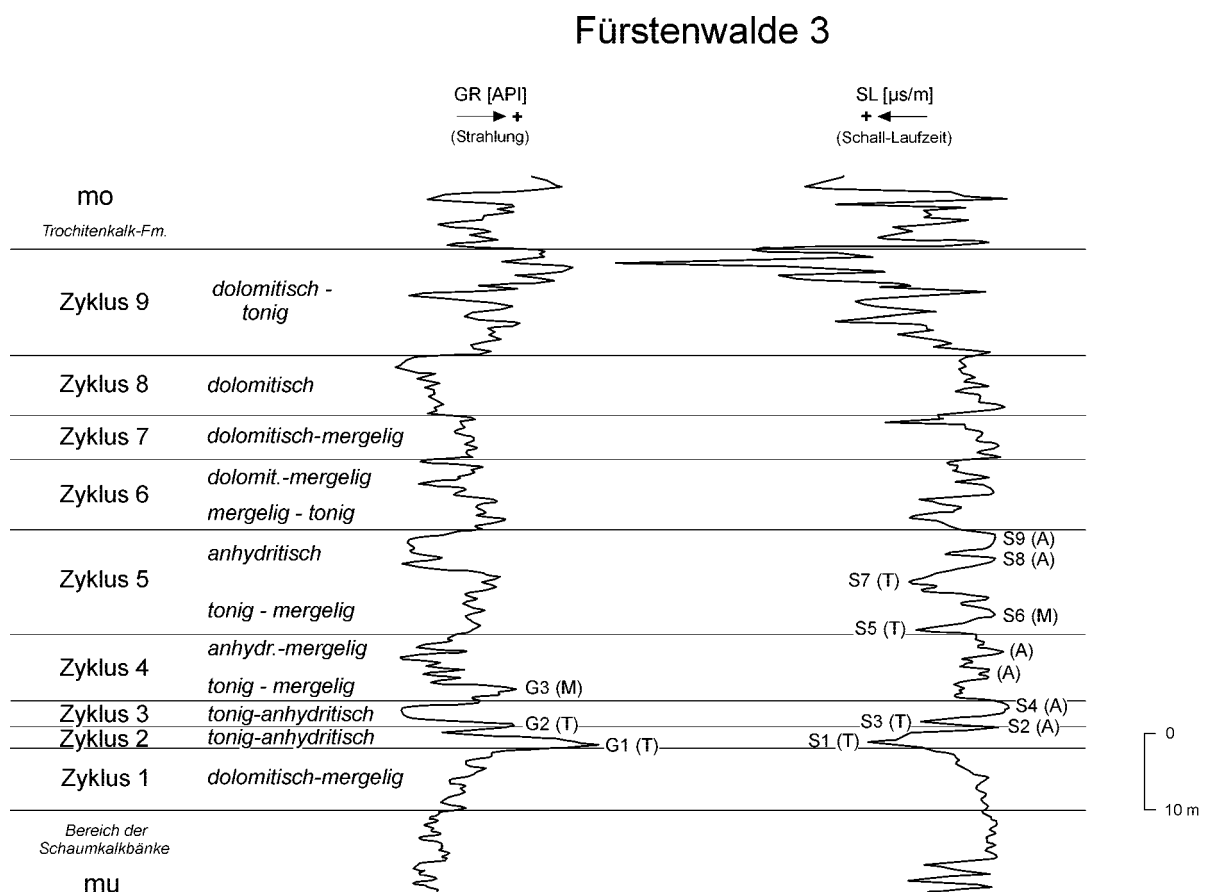 Fürstenwalde 3
GR [API]
+
(Strahlung)
SL [µs/m]
+
(Schall-Laufzeit)
mo
Trochitenkalk-Fm.
Zyklus 9
dolomitisch -
tonig
Zyklus 8
dolomitisch
Zyklus 7
dolomitisch-mergelig
Zyklus 6
dolomit.-mergelig
mergelig - tonig
Zyklus 5
anhydritisch
tonig - mergelig
S9 (A)
S8 (A)
S7 (T)
S6 (M)
S5 (T)
Zyklus 4
anhydr.-mergelig
tonig - mergelig
(A)
(A)
G3 (M)
Zyklus 3
tonig-anhydritisch
G2 (T)
S4 (A)
S3 (T)
S2 (A)
Zyklus 2
tonig-anhydritisch
G1 (T)
S1 (T)
Zyklus 1
dolomitisch-mergelig
0
10 m
Bereich der
Schaumkalkbänke
mu